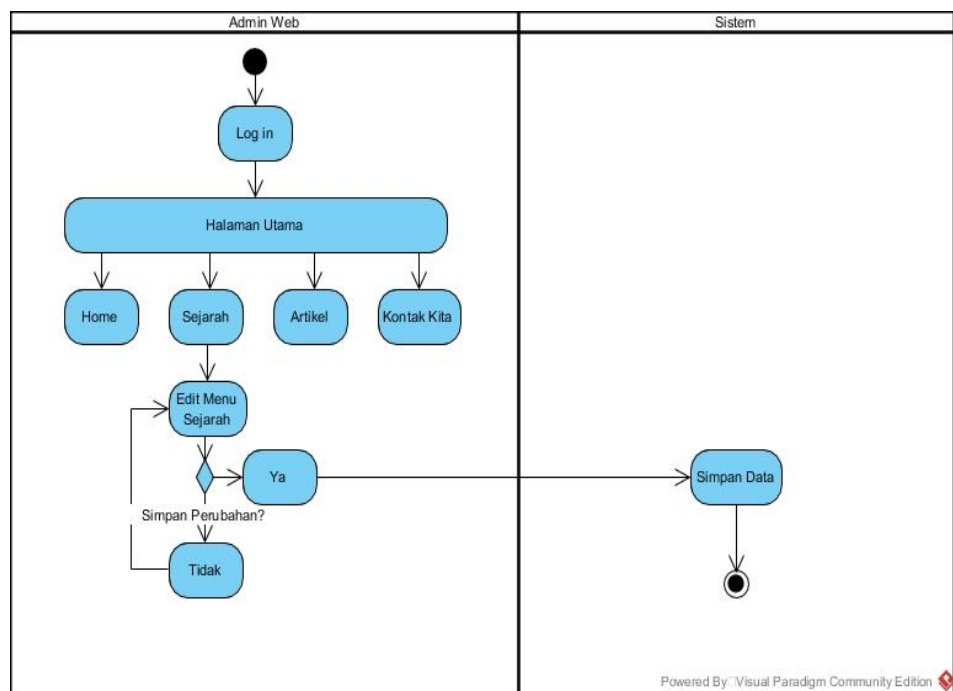 Admin Web
Sistem
Log in
Halaman Utama
Home
Sejarah
Artikel
Kontak Kita
Edit Menu
Sejarah
Ya
Simpan Data
Simpan Perubahan?
Tidak
Powered By Visual Paradigm Community Edition